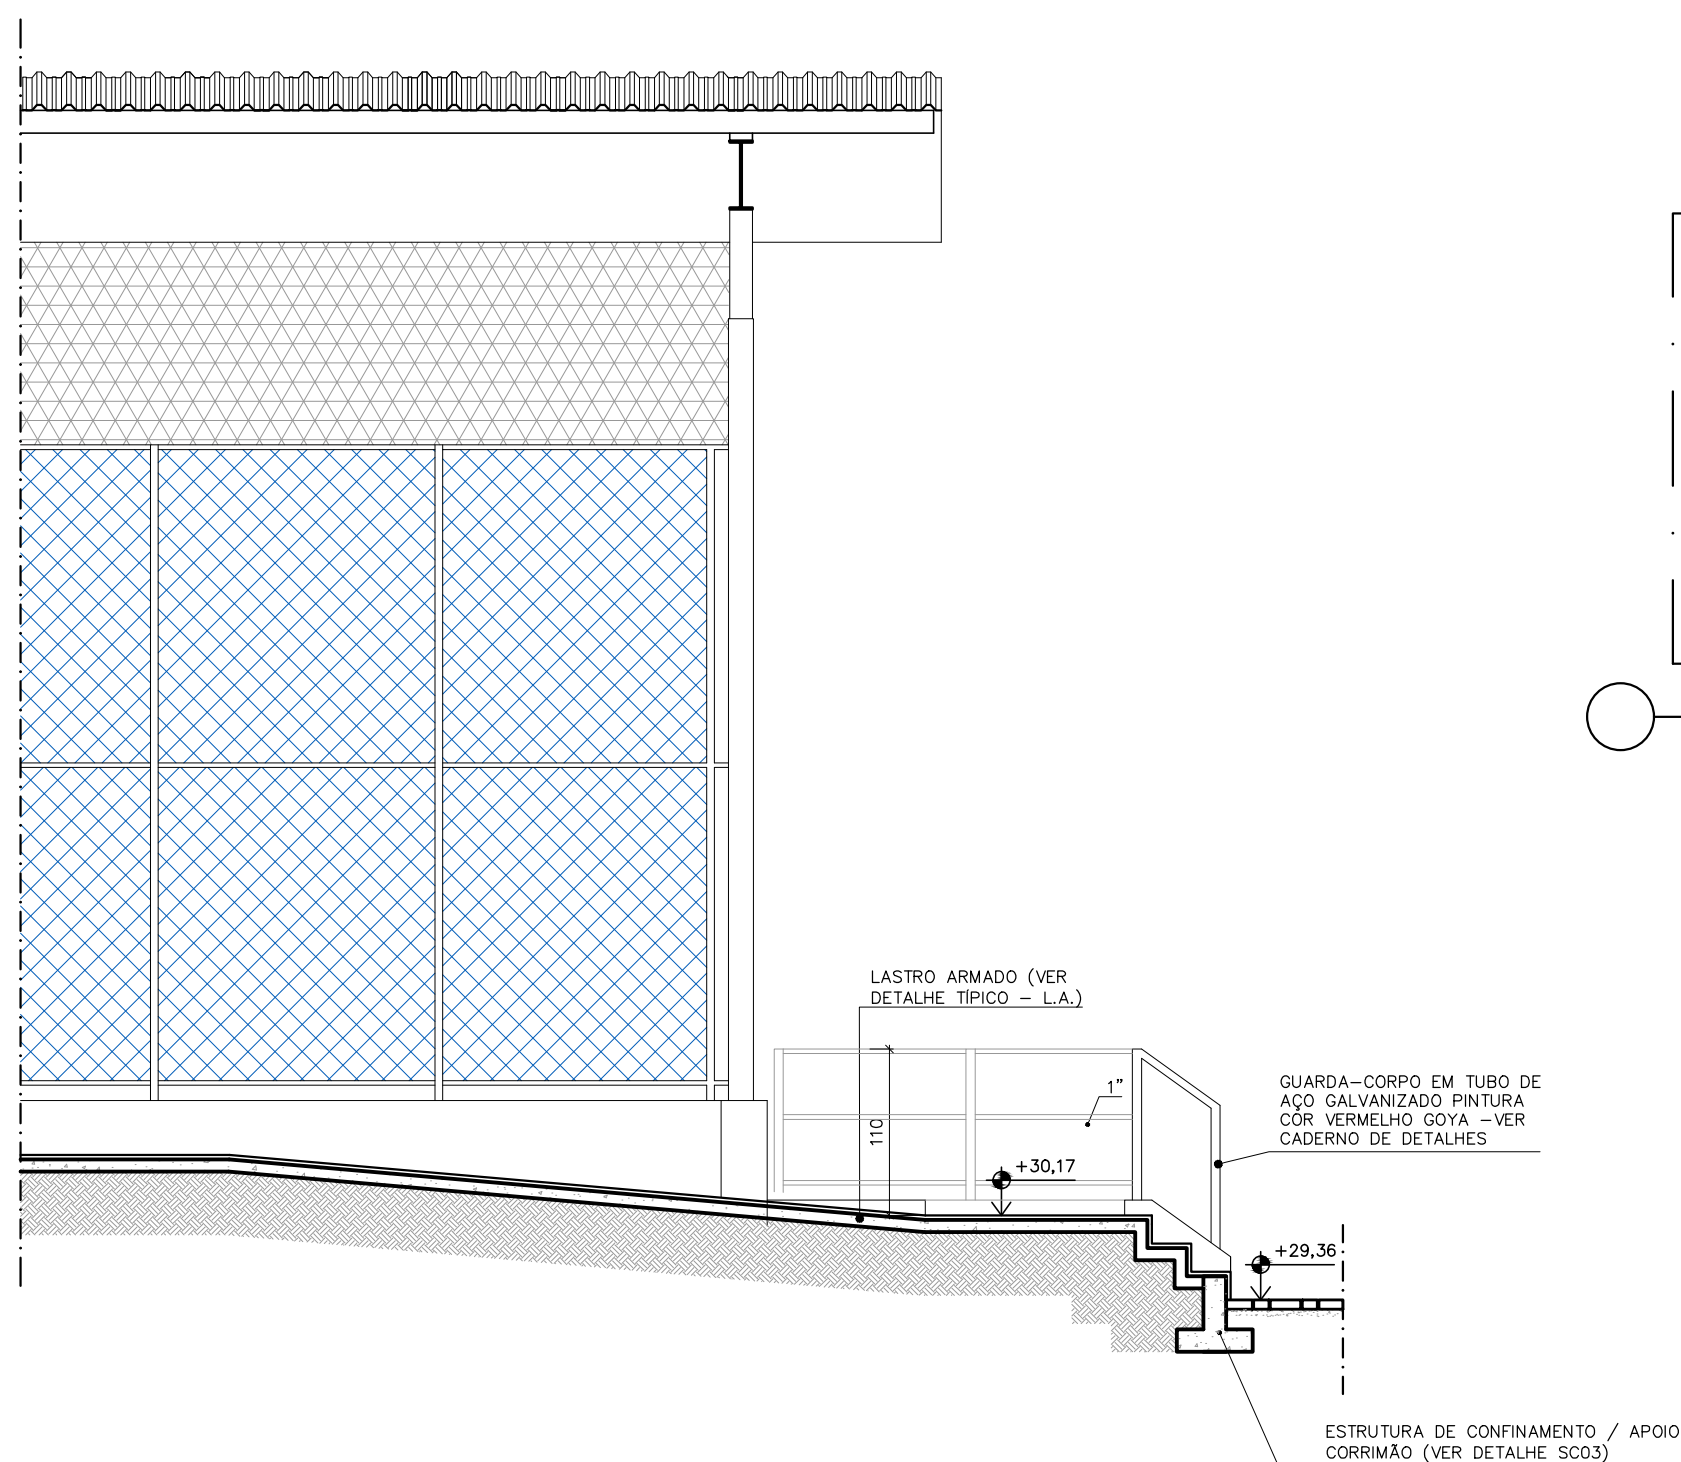 LASTRO ARMADO (VER
DETALHE TÍPICO – L.A.)
110
1"
+30,17
GUARDA–CORPO EM TUBO DE
AÇO GALVANIZADO PINTURA
COR VERMELHO GOYA –VER
CADERNO DE DETALHES
+29,36
ESTRUTURA DE CONFINAMENTO / APOIO
CORRIMÃO (VER DETALHE SC03)